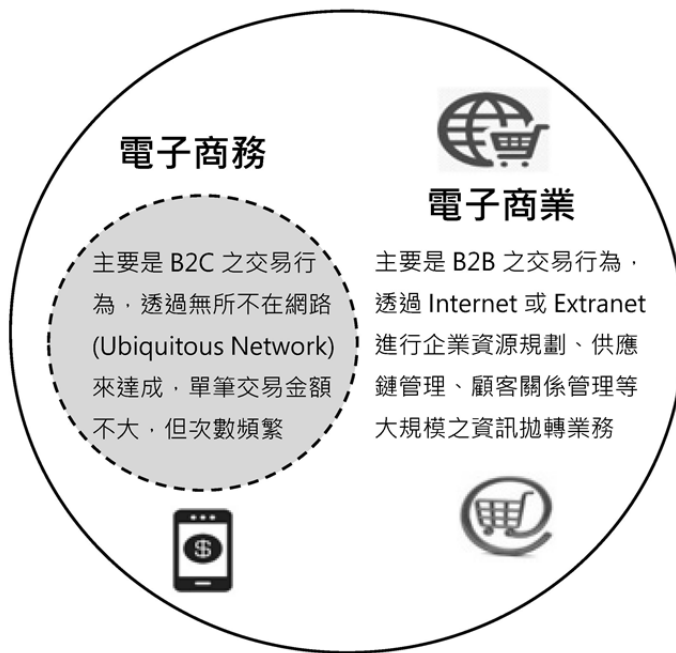 電子商務
主要是 B2C 之交易行
為，透過無所不在網路
(Ubiquitous Network)
來達成，單筆交易金額
不大，但次數頻繁
電子商業
主要是 B2B 之交易行為，
透過 Internet 或 Extranet
進行企業資源規劃、供應
鏈管理、顧客關係管理等
大規模之資訊拋轉業務
$